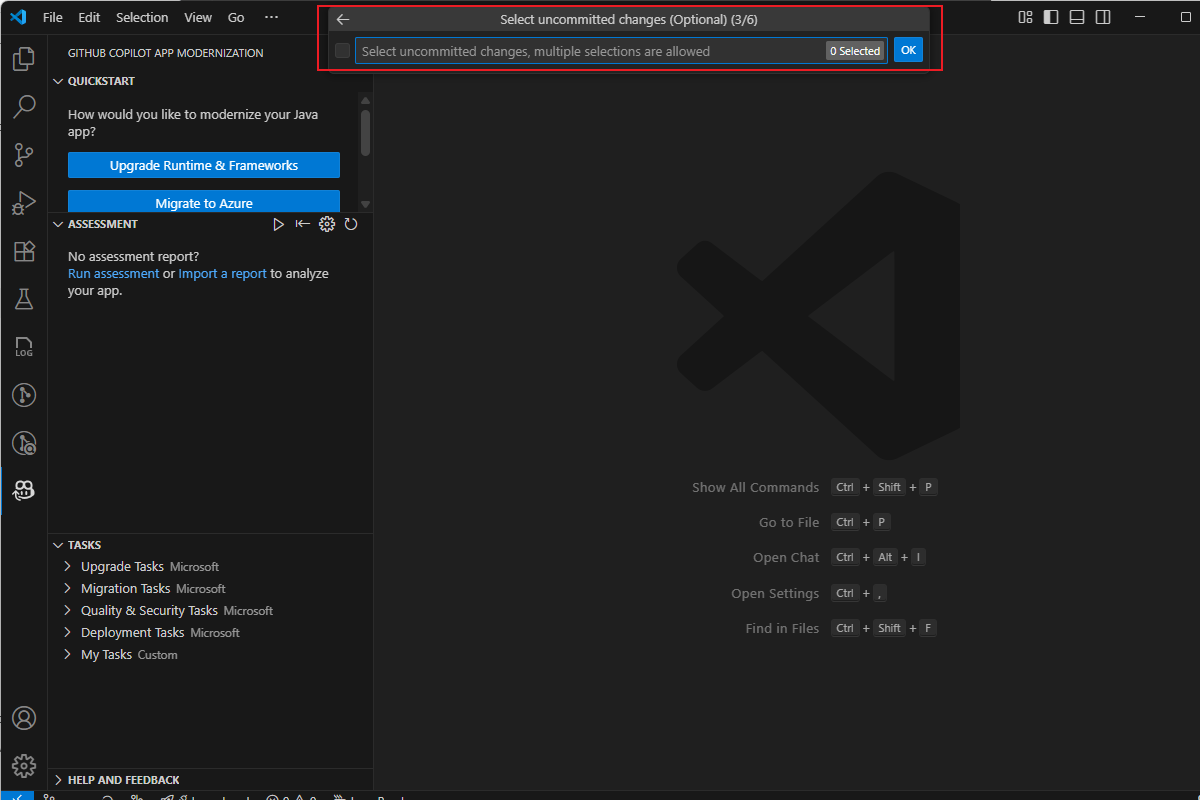 File Edit Selection View Go ···
Select uncommitted changes (Optional) (3/6)
Select uncommitted changes, multiple selections are allowed 0 Selected OK
GITHUB COPILOT APP MODERNIZATION
QUICKSTART
How would you like to modernize your Java
app?
Upgrade Runtime & Frameworks
Migrate to Azure
ASSESSMENT
No assessment report?
Run assessment or Import a report to analyze
your app.
LOG
Show All Commands Ctrl + Shift + P
Go to File Ctrl + P
Open Chat Ctrl + Alt + I
Open Settings Ctrl + ,
Find in Files Ctrl + Shift + F
TASKS
Upgrade Tasks Microsoft
Migration Tasks Microsoft
Quality & Security Tasks Microsoft
Deployment Tasks Microsoft
My Tasks Custom
HELP AND FEEDBACK